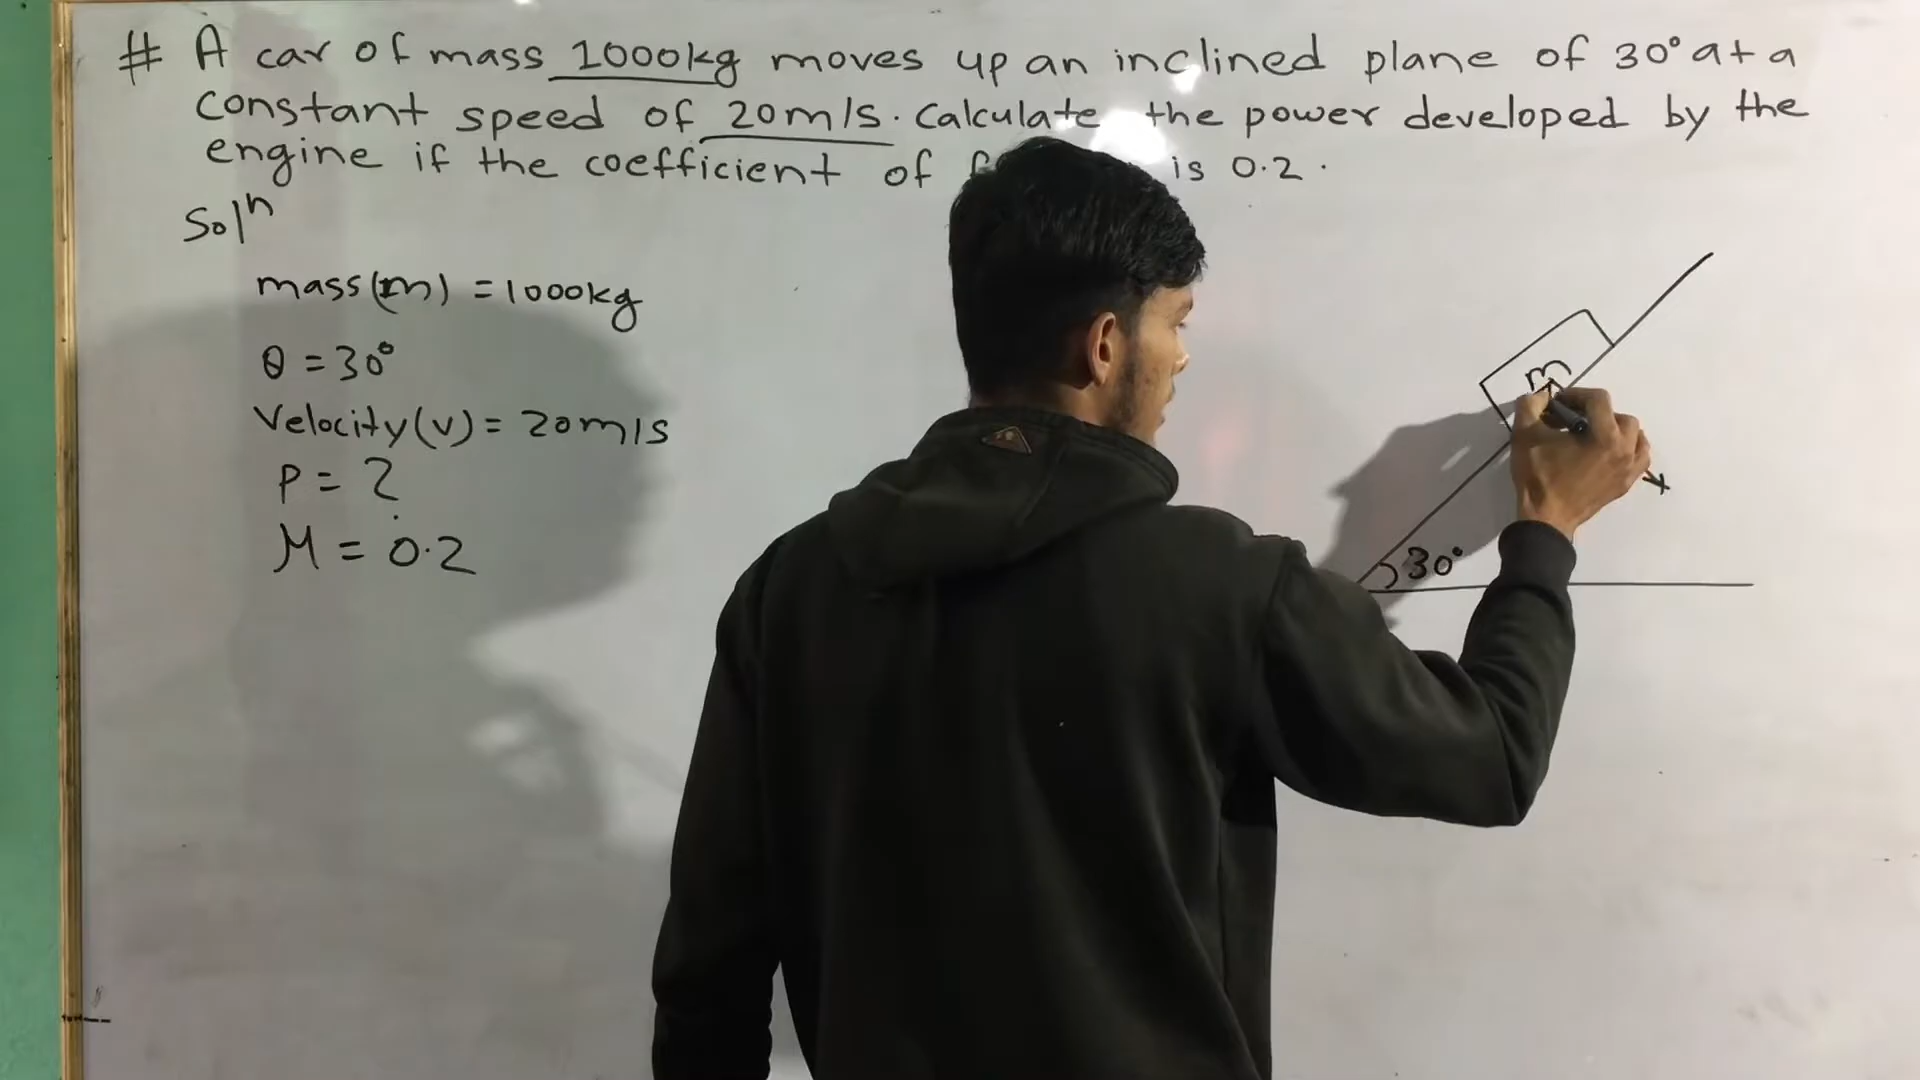 # A car of mass 1000kg moves up an inclined plane of 30° at a
constant speed of 20m/s. Calculate the power developed by the
engine if the coefficient of is 0.2.
Solⁿ
mass(m) = 1000kg
θ = 30°
Velocity(v) = 20m/s
P = ?
M = 0.2
m
30°